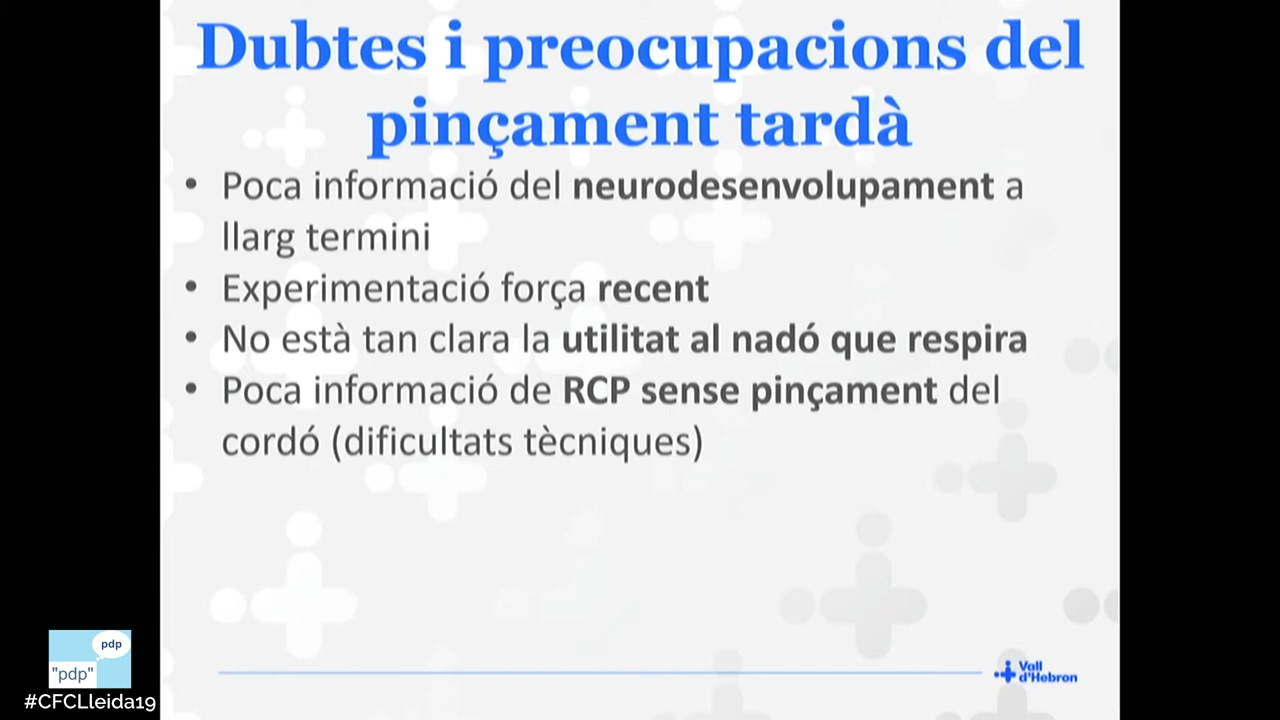 Dubtes i preocupacions del
pinçament tardà
• Poca informació del neurodesenvolupament a
llarg termini
• Experimentació força recent
• No està tan clara la utilitat al nadó que respira
• Poca informació de RCP sense pinçament del
cordó (dificultats tècniques)
pdp
"pdp"
#CFCLleida19
Vall
d'Hebron